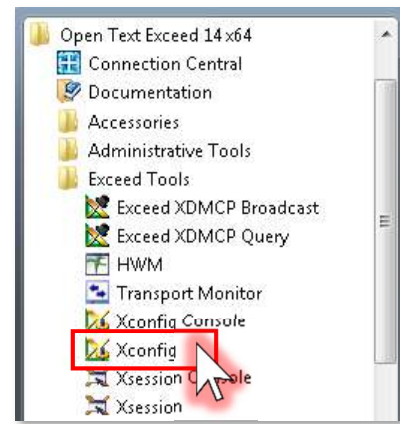 Open Text Exceed 14 x64
Connection Central
Documentation
Accessories
Administrative Tools
Exceed Tools
Exceed XDMCP Broadcast
Exceed XDMCP Query
HWM
Transport Monitor
Xconfig Console
Xconfig
Xsession Console
Xsession